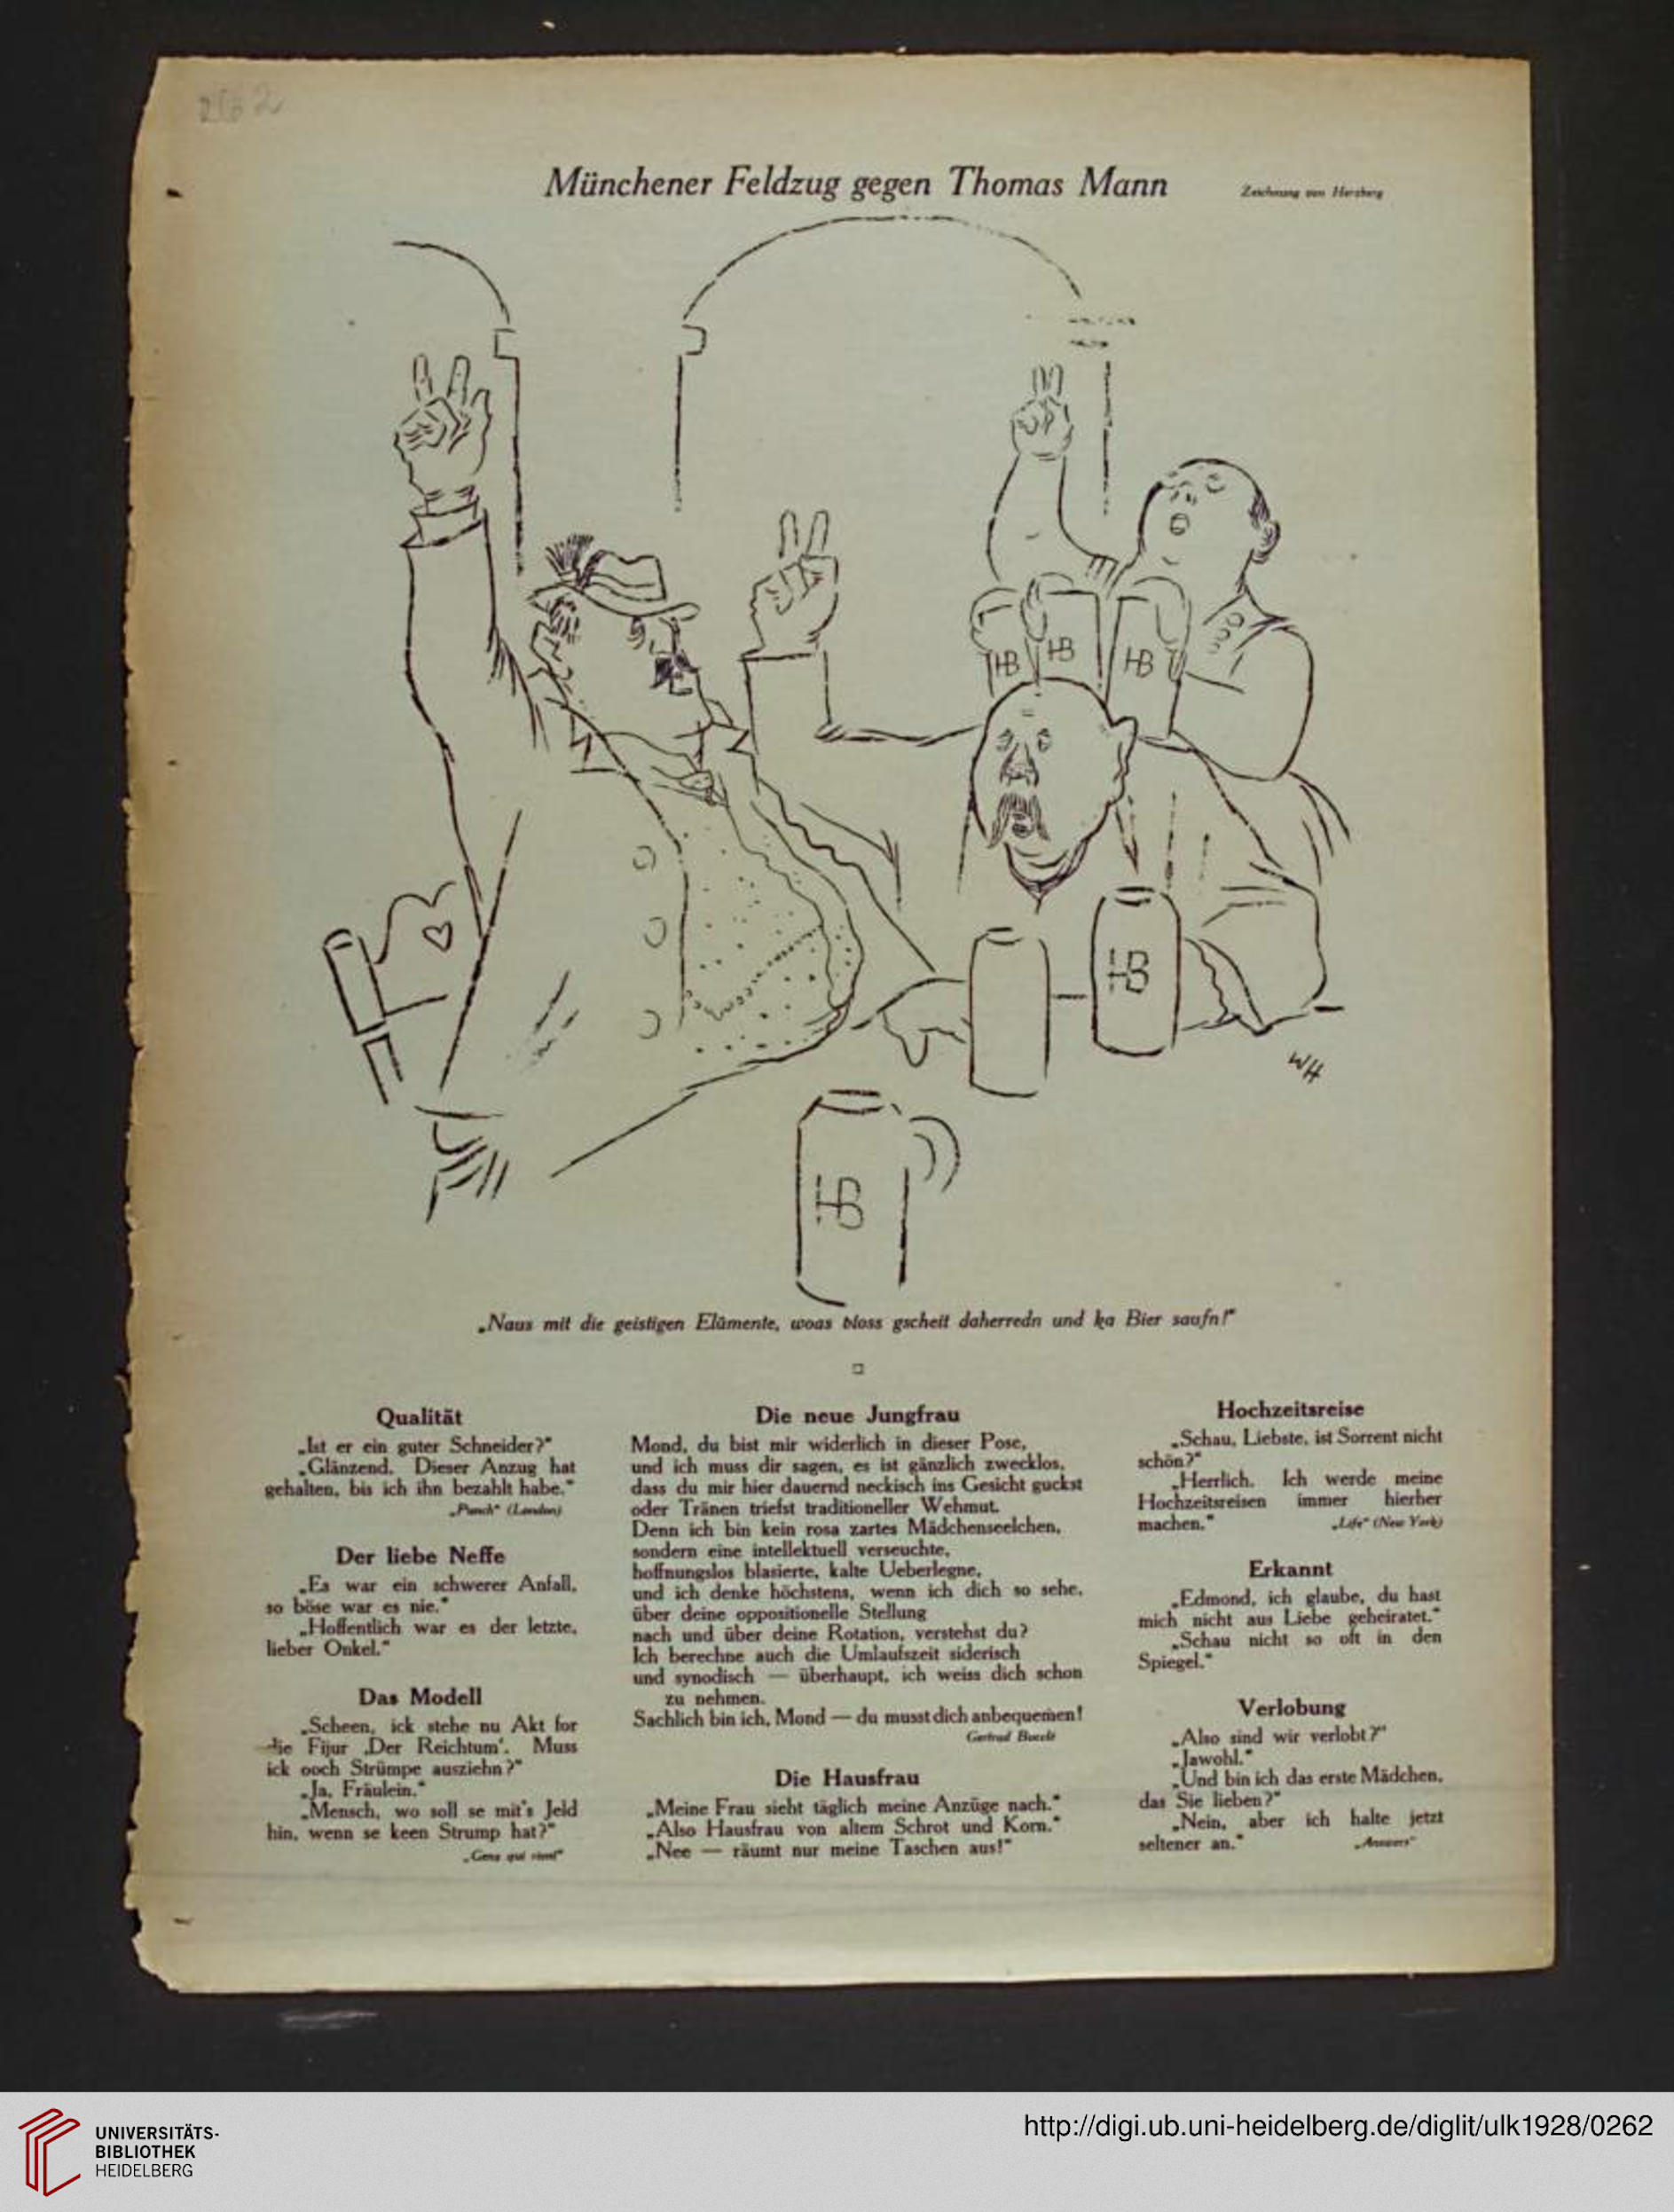 Münchener Feldzug gegen Thomas Mann
Zeichnung von Herzberg
HB
HB
HB
HB
WH
HB
„Naus mit die geistigen Elämente, woas bloss gscheit daherredn und ka Bier saufn!"
Qualität
„Ist er ein guter Schneider?"
„Glänzend. Dieser Anzug hat
gehalten, bis ich ihn bezahlt habe."
„Punch" (London)
Der liebe Neffe
„Es war ein schwerer Anfall,
so böse war es nie."
„Hoffentlich war es der letzte,
lieber Onkel."
Das Modell
„Scheen, ick stehe nu Akt for
die Fijur ‚Der Reichtum'. Muss
ick ooch Strümpe ausziehn?"
„Ja, Fräulein."
„Mensch, wo soll se mit's Jeld
hin, wenn se keen Strump hat?"
„Gens qui rient"
Die neue Jungfrau
Mond, du bist mir widerlich in dieser Pose,
und ich muss dir sagen, es ist gänzlich zwecklos,
dass du mir hier dauernd neckisch ins Gesicht guckst
oder Tränen triefst traditioneller Wehmut.
Denn ich bin kein rosa zartes Mädchenseelchen,
sondern eine intellektuell verseuchte,
hoffnungslos blasierte, kalte Ueberlegne,
und ich denke höchstens, wenn ich dich so sehe,
über deine oppositionelle Stellung
nach und über deine Rotation, verstehst du?
Ich berechne auch die Umlaufszeit siderisch
und synodisch — überhaupt, ich weiss dich schon
zu nehmen.
Sachlich bin ich, Mond — du musst dich anbequemen!
Gertrud
Die Hausfrau
„Meine Frau sieht täglich meine Anzüge nach."
„Also Hausfrau von altem Schrot und Korn."
„Nee — räumt nur meine Taschen aus!"
Hochzeitsreise
„Schau, Liebste, ist Sorrent nicht
schön?"
„Herrlich. Ich werde meine
Hochzeitsreisen immer hierher
machen."
„Life" (New York)
Erkannt
„Edmond, ich glaube, du hast
mich nicht aus Liebe geheiratet."
„Schau nicht so oft in den
Spiegel."
Verlobung
„Also sind wir verlobt?"
„Jawohl."
„Und bin ich das erste Mädchen,
das Sie lieben?"
„Nein, aber ich halte jetzt
seltener an."
„Answers"
UNIVERSITÄTS-
BIBLIOTHEK
HEIDELBERG
http://digi.ub.uni-heidelberg.de/diglit/ulk1928/0262